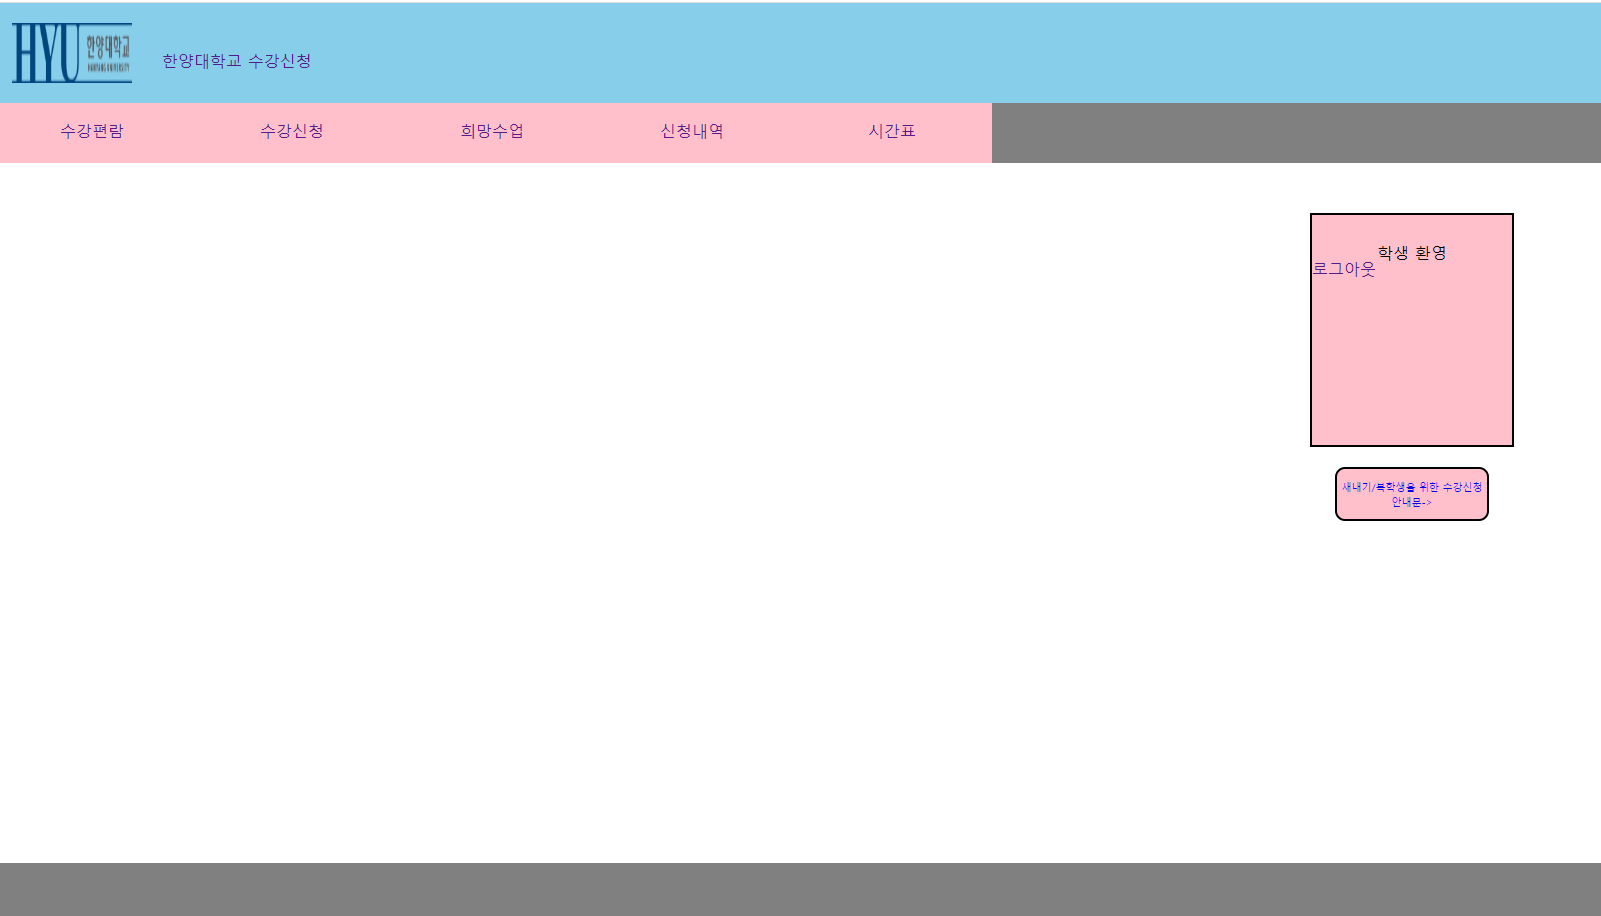 HYU 한양대학교
HANYANG UNIVERSITY
한양대학교 수강신청
수강편람 수강신청 희망수업 신청내역 시간표
학생 환영
로그아웃
새내기/복학생을 위한 수강신청
안내문->